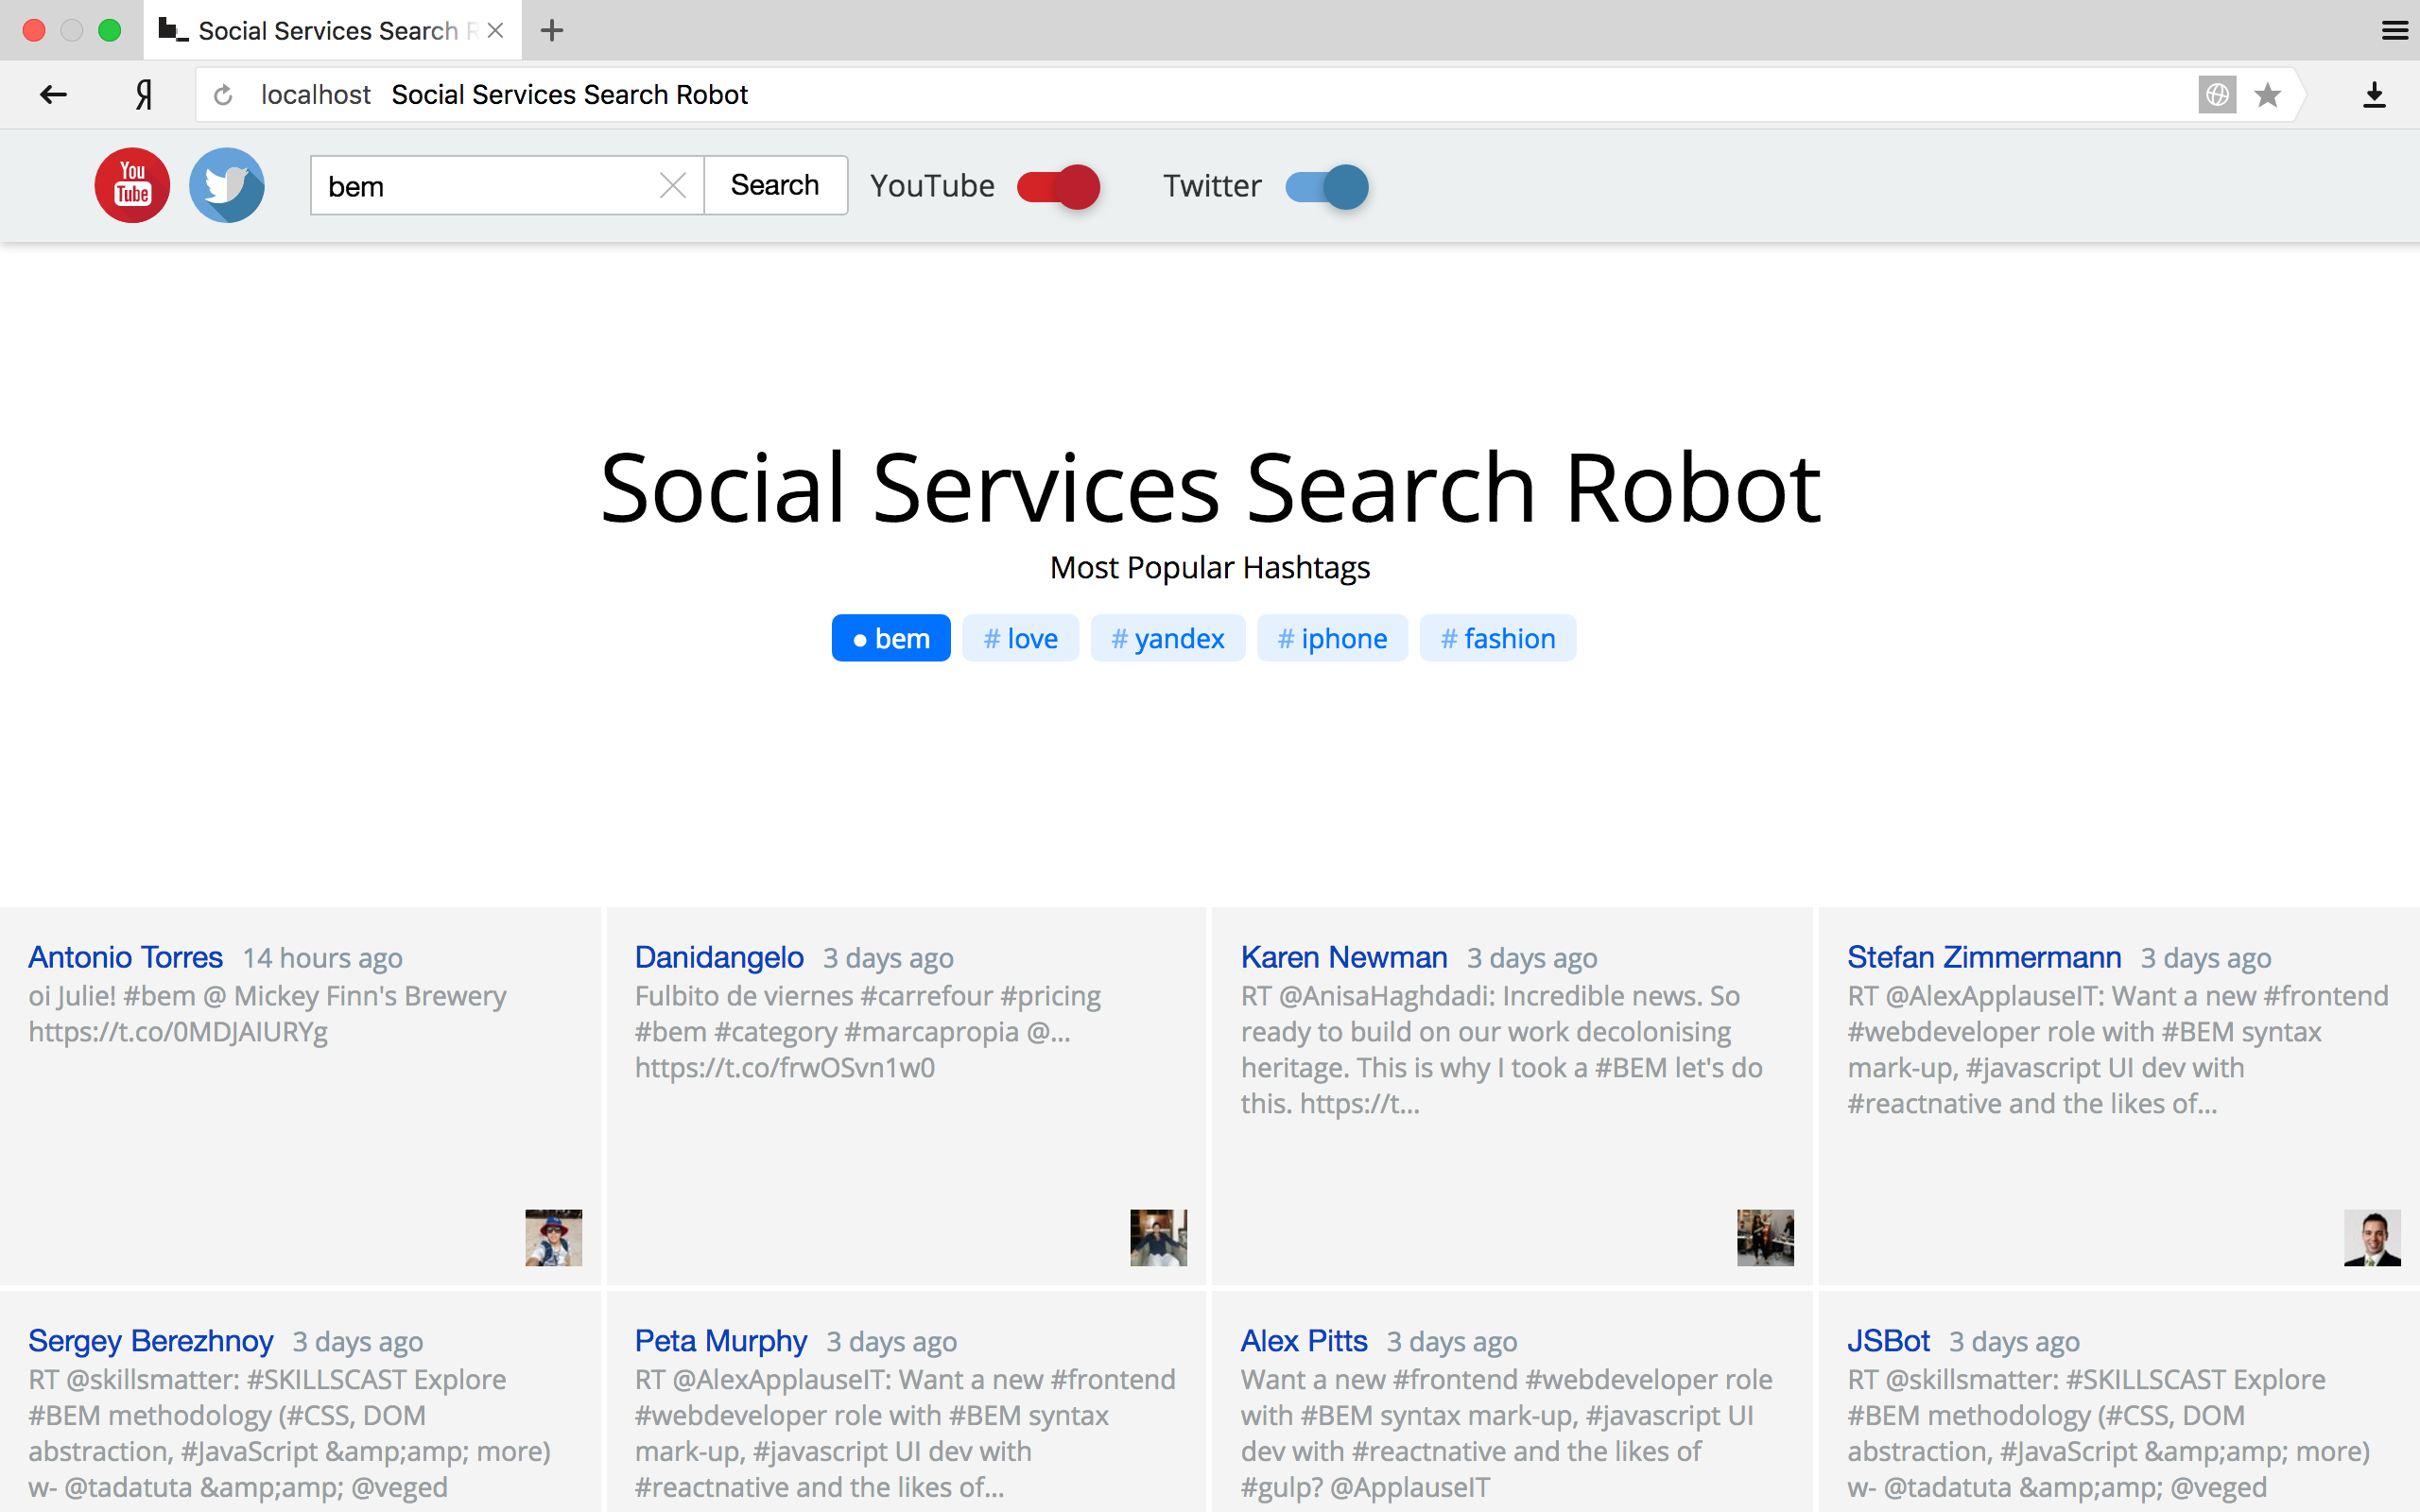 Social Services Search R
Я
localhost Social Services Search Robot
You
Tube
bem
Search
YouTube
Twitter
Social Services Search Robot
Most Popular Hashtags
● bem
# love
# yandex
# iphone
# fashion
Antonio Torres 14 hours ago
oi Julie! #bem @ Mickey Finn's Brewery
https://t.co/0MDJAIURYg
Danidangelo 3 days ago
Fulbito de viernes #carrefour #pricing
#bem #category #marcapropia @...
https://t.co/frwOSvn1w0
Karen Newman 3 days ago
RT @AnisaHaghdadi: Incredible news. So
ready to build on our work decolonising
heritage. This is why I took a #BEM let's do
this. https://t...
Stefan Zimmermann 3 days ago
RT @AlexApplauseIT: Want a new #frontend
#webdeveloper role with #BEM syntax
mark-up, #javascript UI dev with
#reactnative and the likes of...
Sergey Berezhnoy 3 days ago
RT @skillsmatter: #SKILLSCAST Explore
#BEM methodology (#CSS, DOM
abstraction, #JavaScript &amp;amp; more)
w- @tadatuta &amp;amp; @veged
Peta Murphy 3 days ago
RT @AlexApplauseIT: Want a new #frontend
#webdeveloper role with #BEM syntax
mark-up, #javascript UI dev with
#reactnative and the likes of...
Alex Pitts 3 days ago
Want a new #frontend #webdeveloper role
with #BEM syntax mark-up, #javascript UI
dev with #reactnative and the likes of
#gulp? @ApplauseIT
JSBot 3 days ago
RT @skillsmatter: #SKILLSCAST Explore
#BEM methodology (#CSS, DOM
abstraction, #JavaScript &amp;amp; more)
w- @tadatuta &amp;amp; @veged